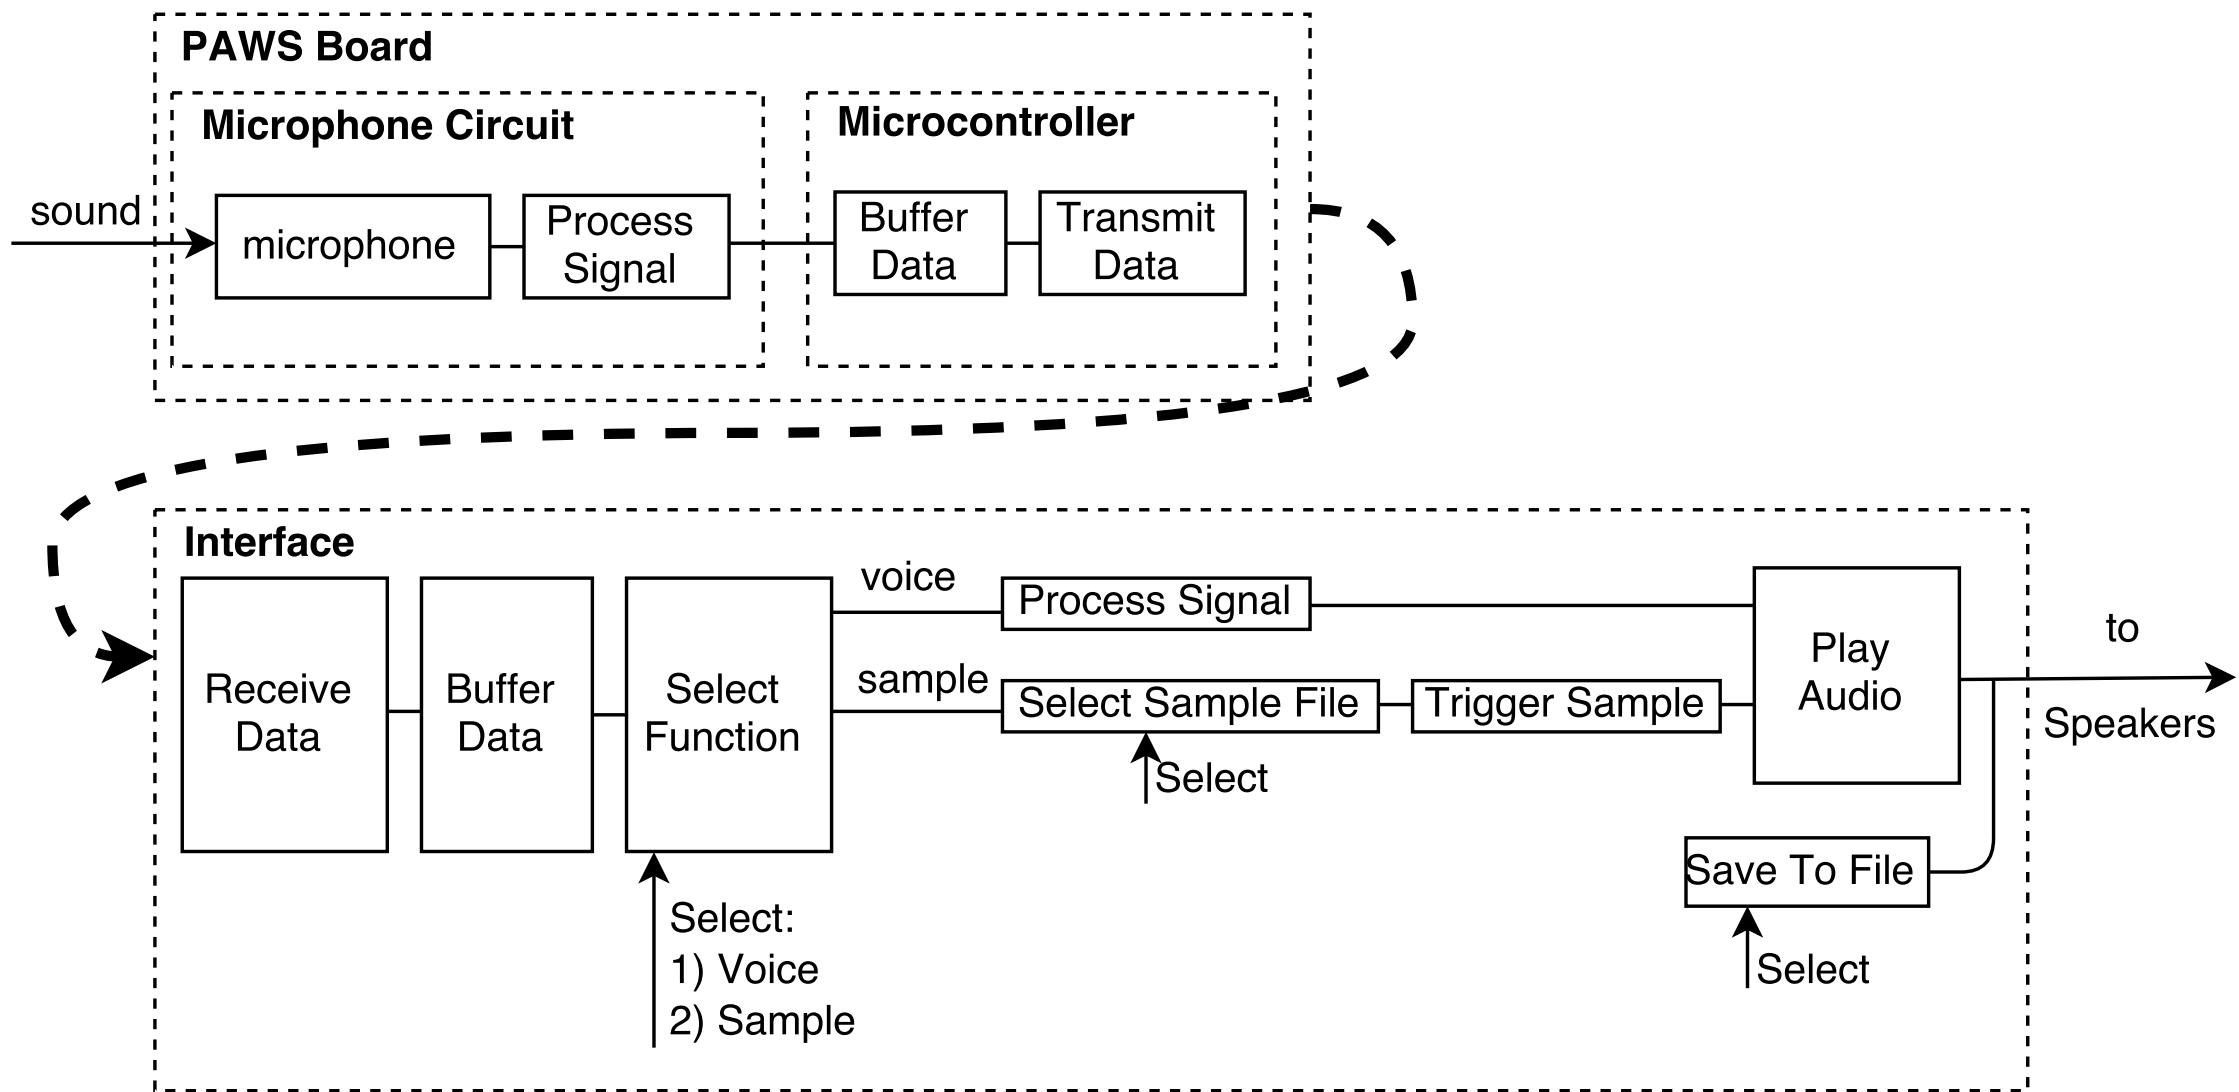 PAWS Board
Microphone Circuit
Microcontroller
sound
microphone
Process
Signal
Buffer
Data
Transmit
Data
Interface
Receive
Data
Buffer
Data
Select
Function
voice
Process Signal
sample
Select Sample File
Trigger Sample
Select
Play
Audio
to
Speakers
Save To File
Select
Select:
1) Voice
2) Sample